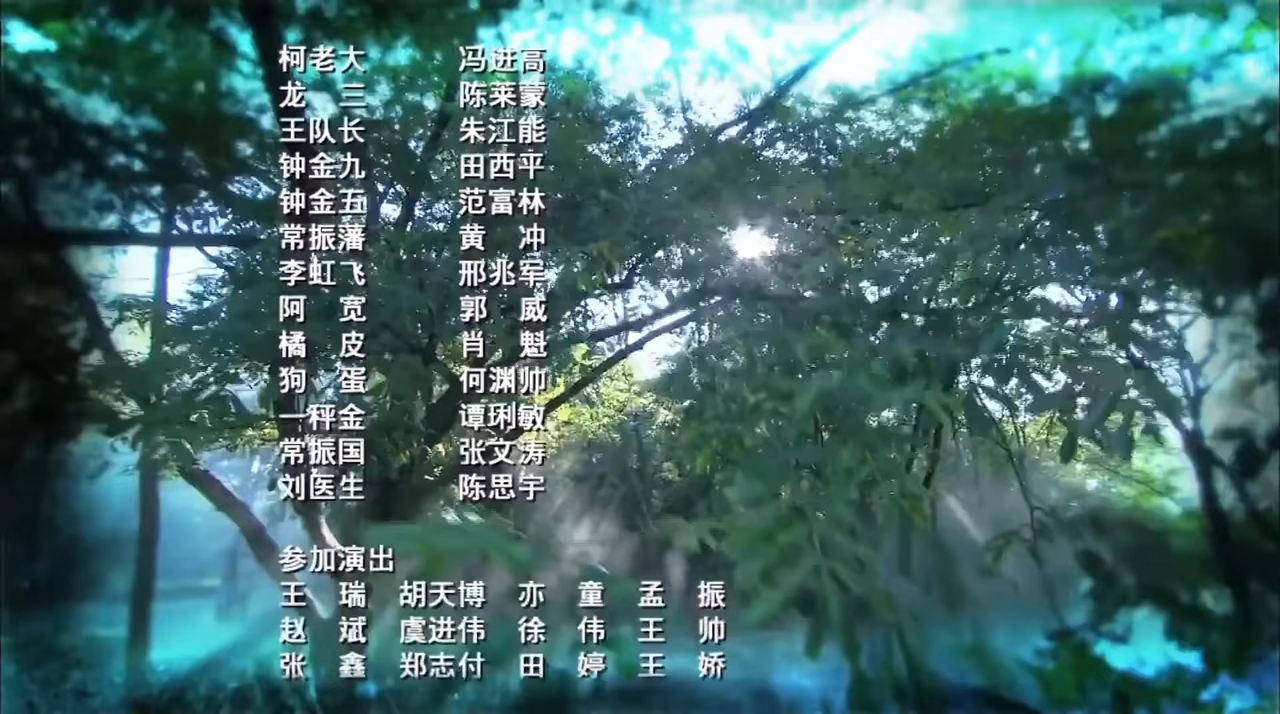 柯老大 冯进高
龙三 陈莱蒙
王队长 朱江能
钟金九 田西平
钟金五 范富林
常振藩 黄冲
李虹飞 邢兆军
阿宽 郭威
橘皮 肖魁
狗蛋 何渊帅
一秤金 谭琍敏
常振国 张文涛
刘医生 陈思宇
参加演出
王瑞 胡天博 亦童 孟振
赵斌 虞进伟 徐伟 王帅
张鑫 郑志付 田婷 王娇